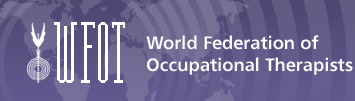 WFOT
World Federation of
Occupational Therapists